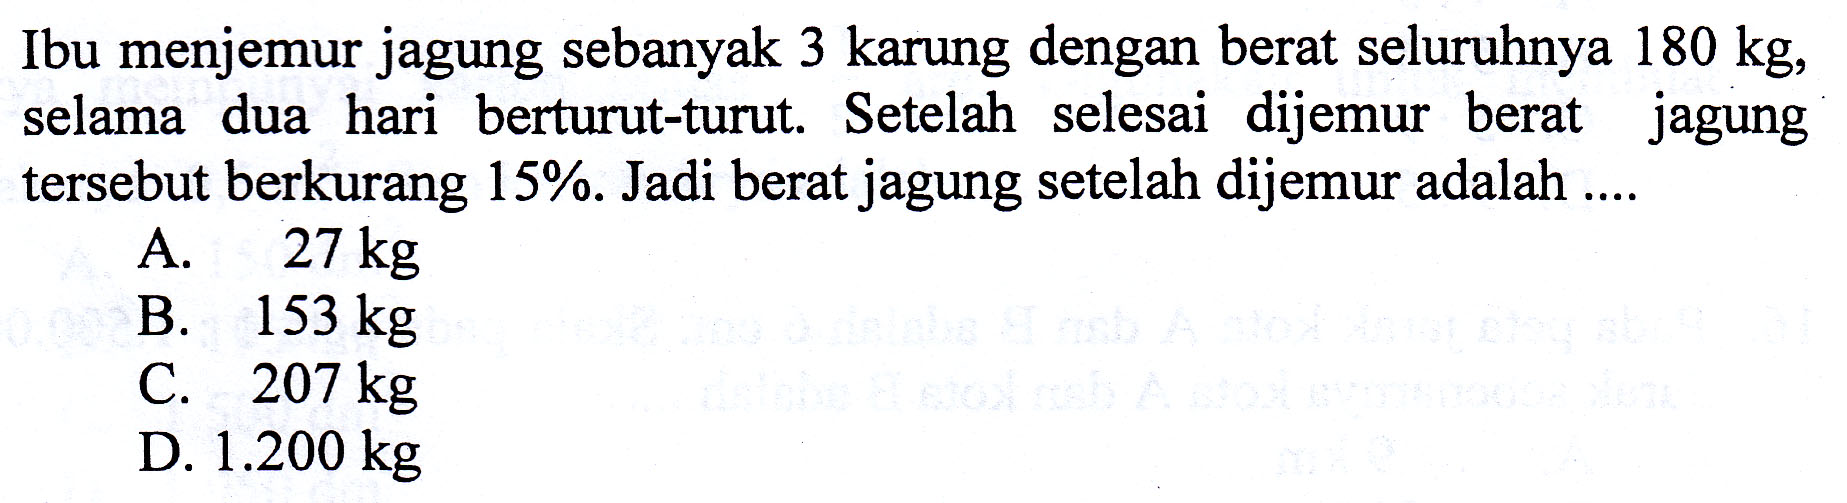 Ibu menjemur jagung sebanyak 3 karung dengan berat seluruhnya 180 kg,
selama dua hari berturut-turut. Setelah selesai dijemur berat jagung
tersebut berkurang 15%. Jadi berat jagung setelah dijemur adalah ....
A. 27 kg
B. 153 kg
C. 207 kg
D. 1.200 kg